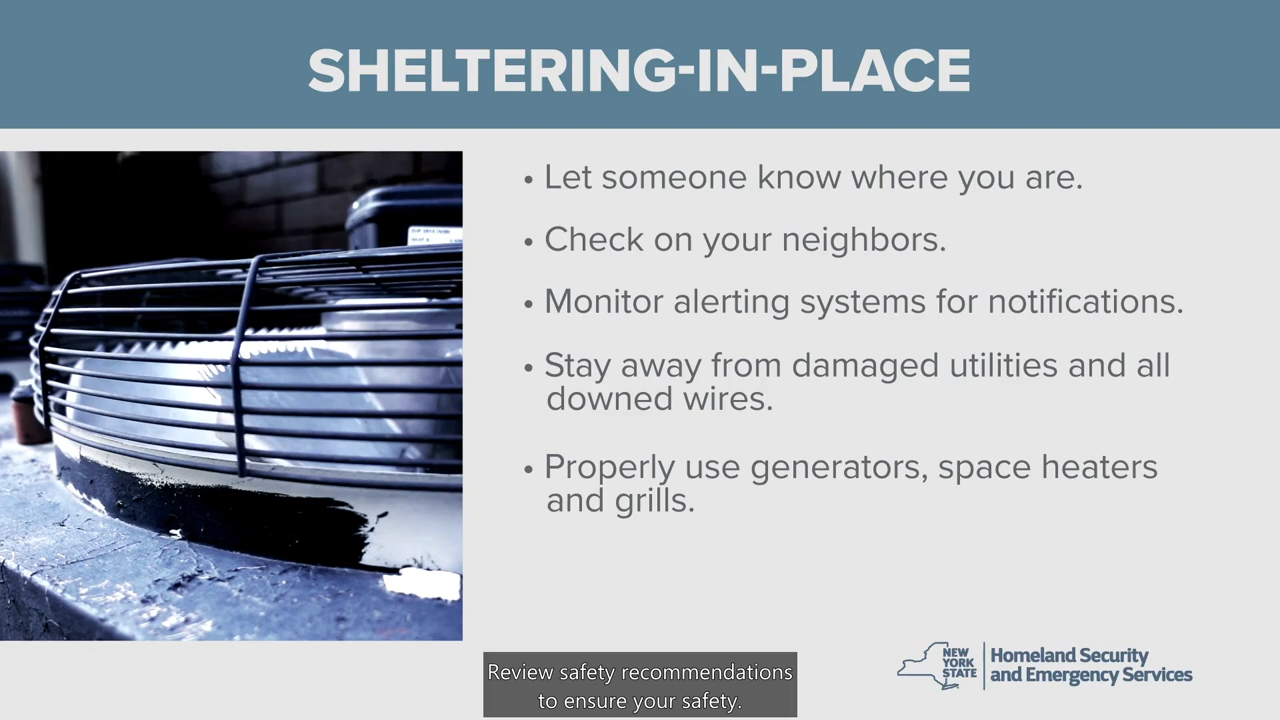 SHELTERING-IN-PLACE
• Let someone know where you are.
• Check on your neighbors.
• Monitor alerting systems for notifications.
• Stay away from damaged utilities and all
downed wires.
• Properly use generators, space heaters
and grills.
NEW
YORK
STATE
Homeland Security
and Emergency Services
Review safety recommendations
to ensure your safety.